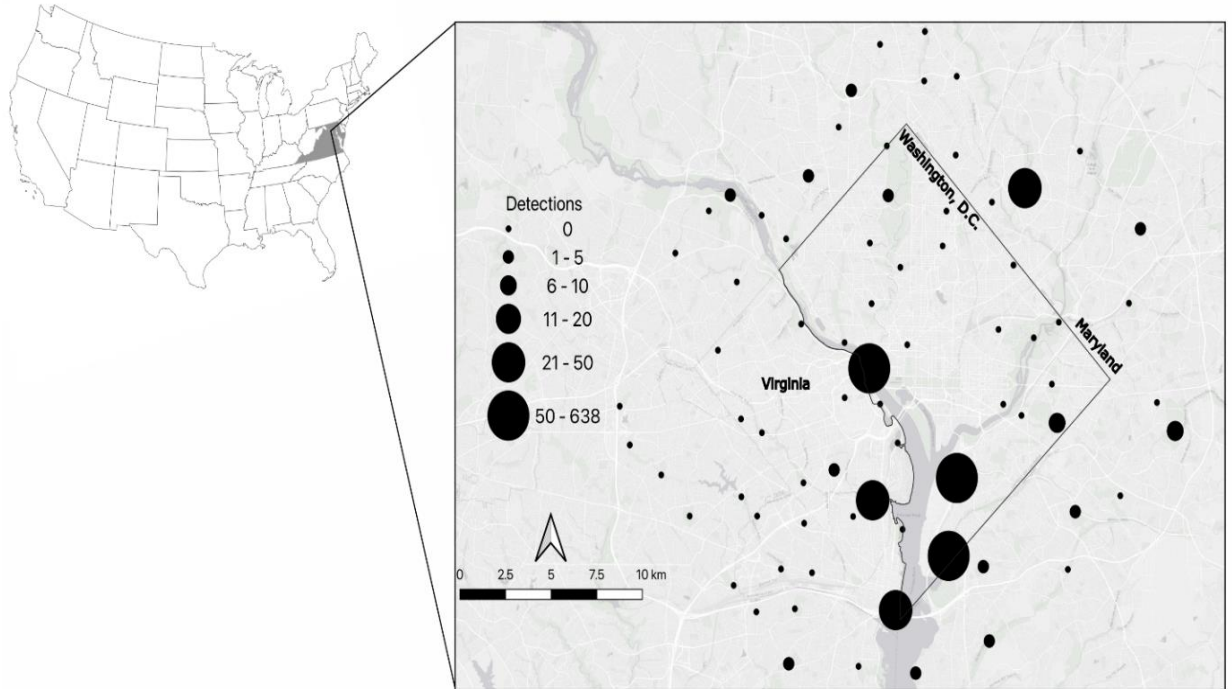 Detections
0
1 - 5
6 - 10
11 - 20
21 - 50
50 - 638
0 2.5 5 7.5 10 km
Washington, D.C.
Maryland
Virginia